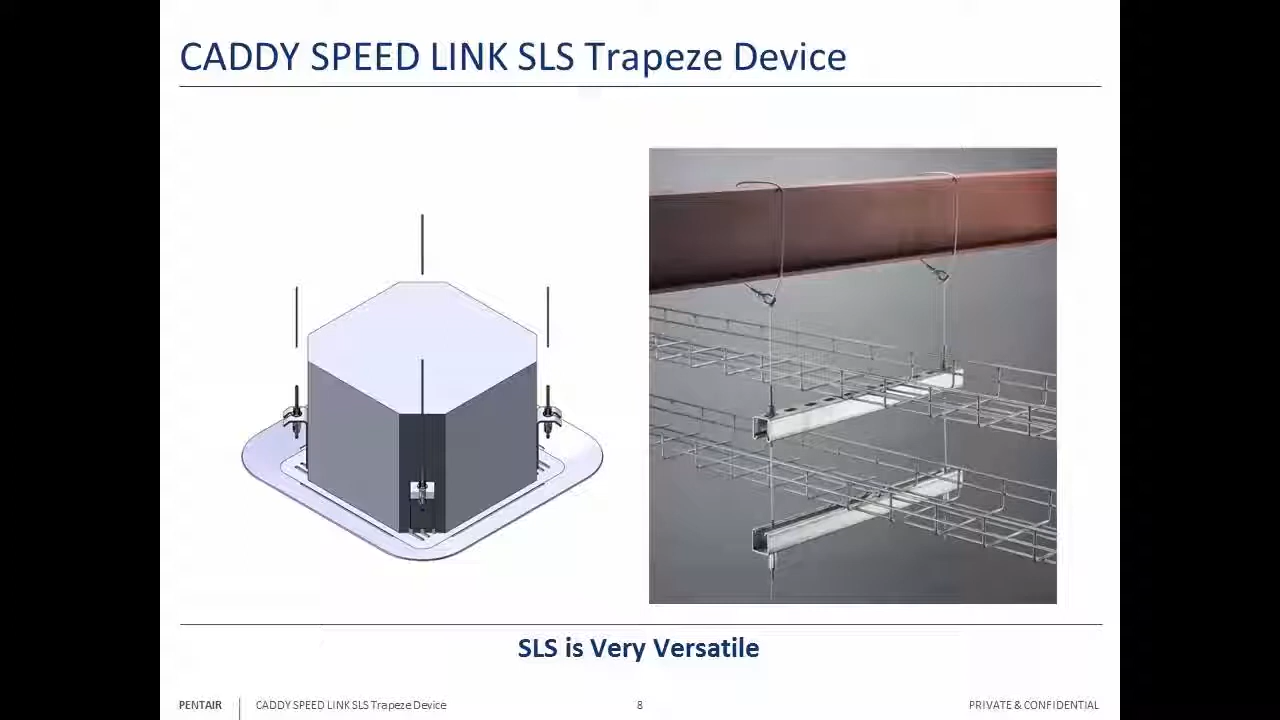 CADDY SPEED LINK SLS Trapeze Device
SLS is Very Versatile
PENTAIR
CADDY SPEED LINK SLS Trapeze Device
8
PRIVATE & CONFIDENTIAL